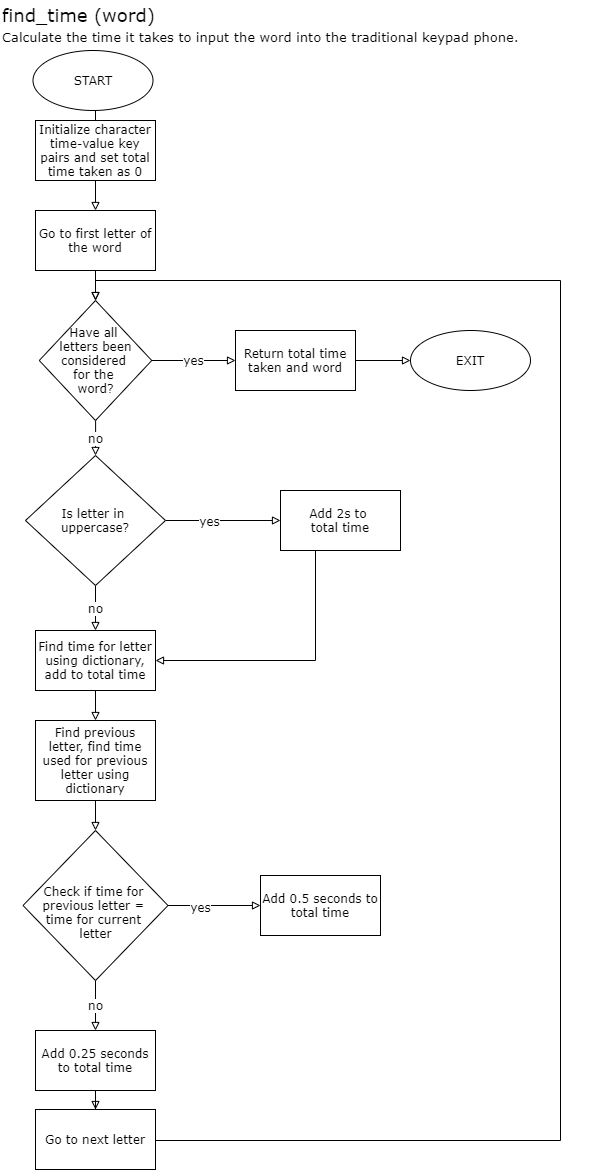 find_time (word)
Calculate the time it takes to input the word into the traditional keypad phone.
START
Initialize character
time-value key
pairs and set total
time taken as 0
Go to first letter of
the word
Have all
letters been
considered
for the
word?
yes
Return total time
taken and word
EXIT
no
Is letter in
uppercase?
yes
Add 2s to
total time
no
Find time for letter
using dictionary,
add to total time
Find previous
letter, find time
used for previous
letter using
dictionary
Check if time for
previous letter =
time for current
letter
yes
Add 0.5 seconds to
total time
no
Add 0.25 seconds
to total time
Go to next letter